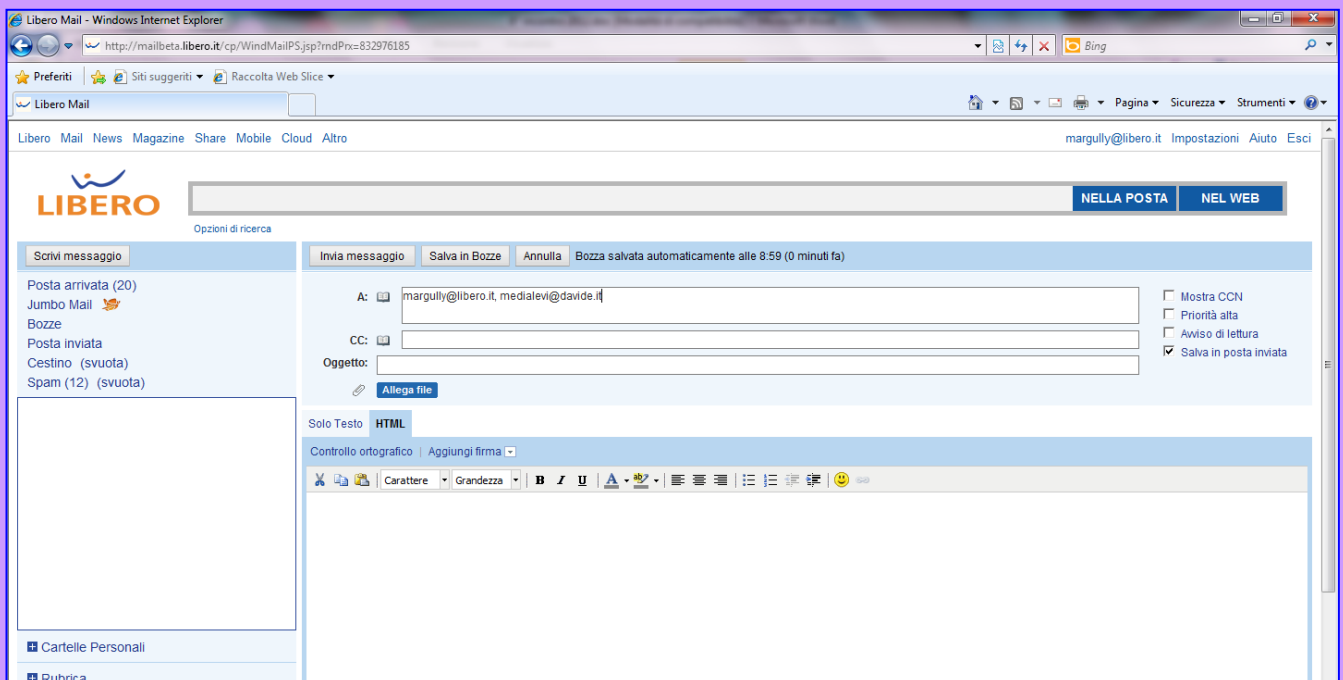 Libero Mail - Windows Internet Explorer
http://mailbeta.libero.it/cp/WindMailPS.jsp?rndPrx=832976185
Bing
Preferiti Siti suggeriti Raccolta Web Slice
Libero Mail
Pagina Sicurezza Strumenti
Libero Mail News Magazine Share Mobile Cloud Altro
margully@libero.it Impostazioni Aiuto Esci
LIBERO
NELLA POSTA NEL WEB
Opzioni di ricerca
Scrivi messaggio
Invia messaggio Salva in Bozze Annulla Bozza salvata automaticamente alle 8:59 (0 minuti fa)
Posta arrivata (20)
Jumbo Mail
Bozze
Posta inviata
Cestino (svuota)
Spam (12) (svuota)
A: margully@libero.it, medialevi@davide.it
CC:
Oggetto:
Allega file
Mostra CCN
Priorità alta
Avviso di lettura
Salva in posta inviata
Solo Testo HTML
Controllo ortografico | Aggiungi firma
Carattere Grandezza B I U A ab
Cartelle Personali
Rubrica